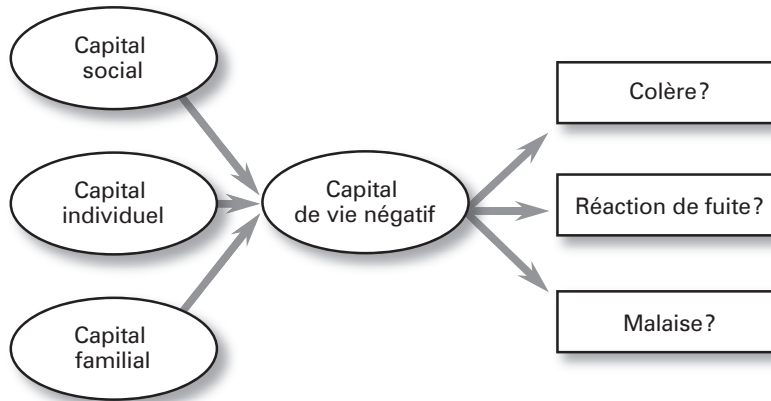 Capital
social
Capital
individuel
Capital
familial
Capital
de vie négatif
Colère?
Réaction de fuite?
Malaise?